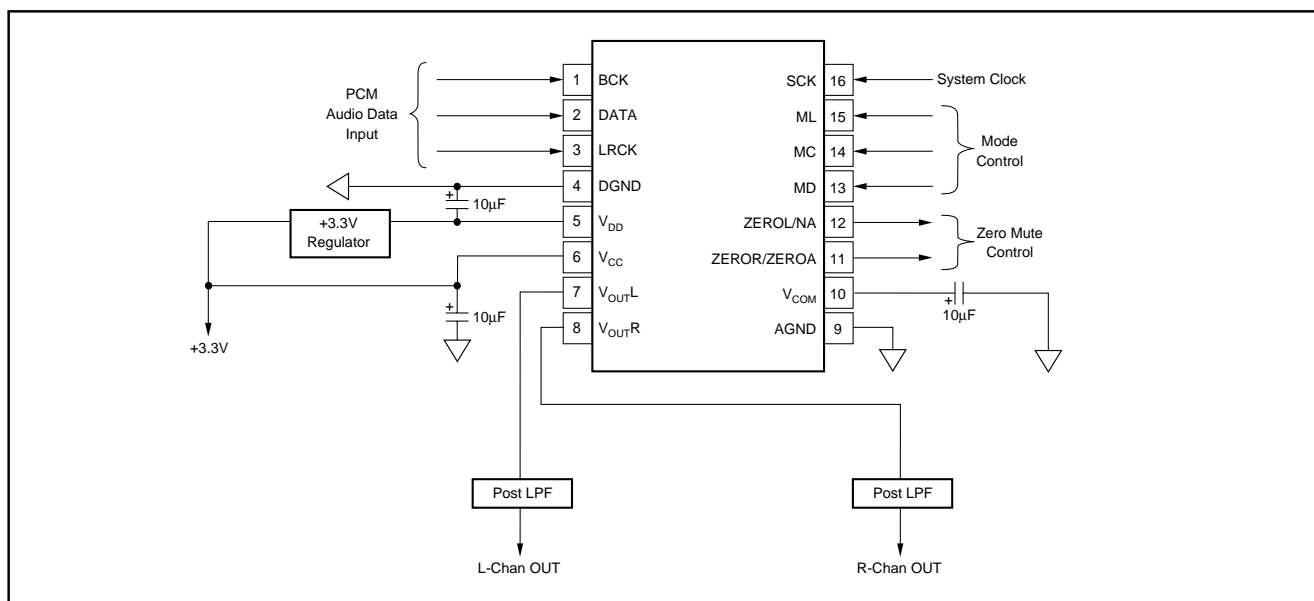 PCM
Audio Data
Input
1 BCK
2 DATA
3 LRCK
4 DGND
5 VDD
6 VCC
7 VOUTL
8 VOUTR
SCK 16
ML 15
MC 14
MD 13
ZEROL/NA 12
ZEROR/ZEROA 11
VCOM 10
AGND 9
System Clock
Mode
Control
Zero Mute
Control
+
10µF
+3.3V
Regulator
+
10µF
+3.3V
+
10µF
Post LPF
Post LPF
L-Chan OUT
R-Chan OUT